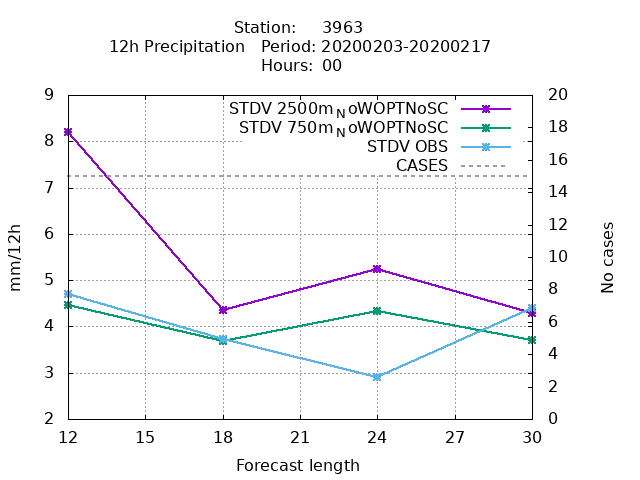 Station: 3963
12h Precipitation Period: 20200203-20200217
Hours: 00
STDV 2500m_NoWOPTNoSC
STDV 750m_NoWOPTNoSC
STDV OBS
CASES
9
8
7
6
5
4
3
2
mm/12h
20
18
16
14
12
10
8
6
4
2
0
No cases
12 15 18 21 24 27 30
Forecast length